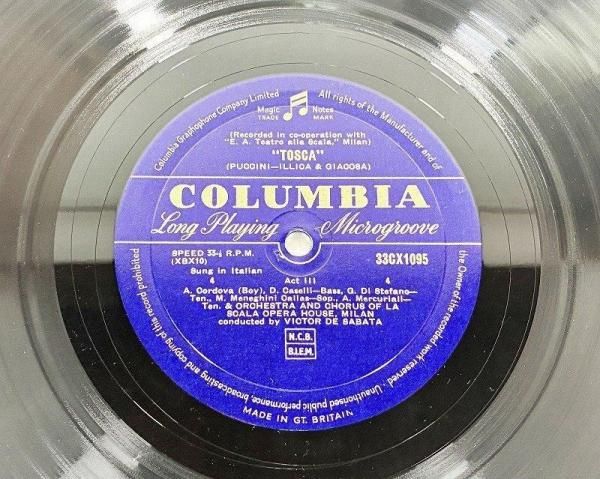 Columbia Graphophone Company Limited
All rights of the Manufacturer and of
the Owner of the recorded work reserved.
Unauthorised public performance, broadcasting
and copying of this record prohibited
Magic Notes
TRADE MARK
(Recorded in co-operation with
"E. A. Teatro alla Scala," Milan)
"TOSCA"
(PUCCINI—ILLICA & GIACOSA)
COLUMBIA
Long Playing Microgroove
SPEED 33⅓ R.P.M.
(XBX10)
33CX1095
Sung in Italian
4 Act III 4
A. Cordova (Boy), D. Caselli—Bass, G. Di Stefano—
Ten., M. Meneghini Callas—Sop., A. Mercuriali—
Ten. & ORCHESTRA AND CHORUS OF LA
SCALA OPERA HOUSE, MILAN
conducted by VICTOR DE SABATA
N.C.B.
B.I.E.M.
MADE IN GT. BRITAIN